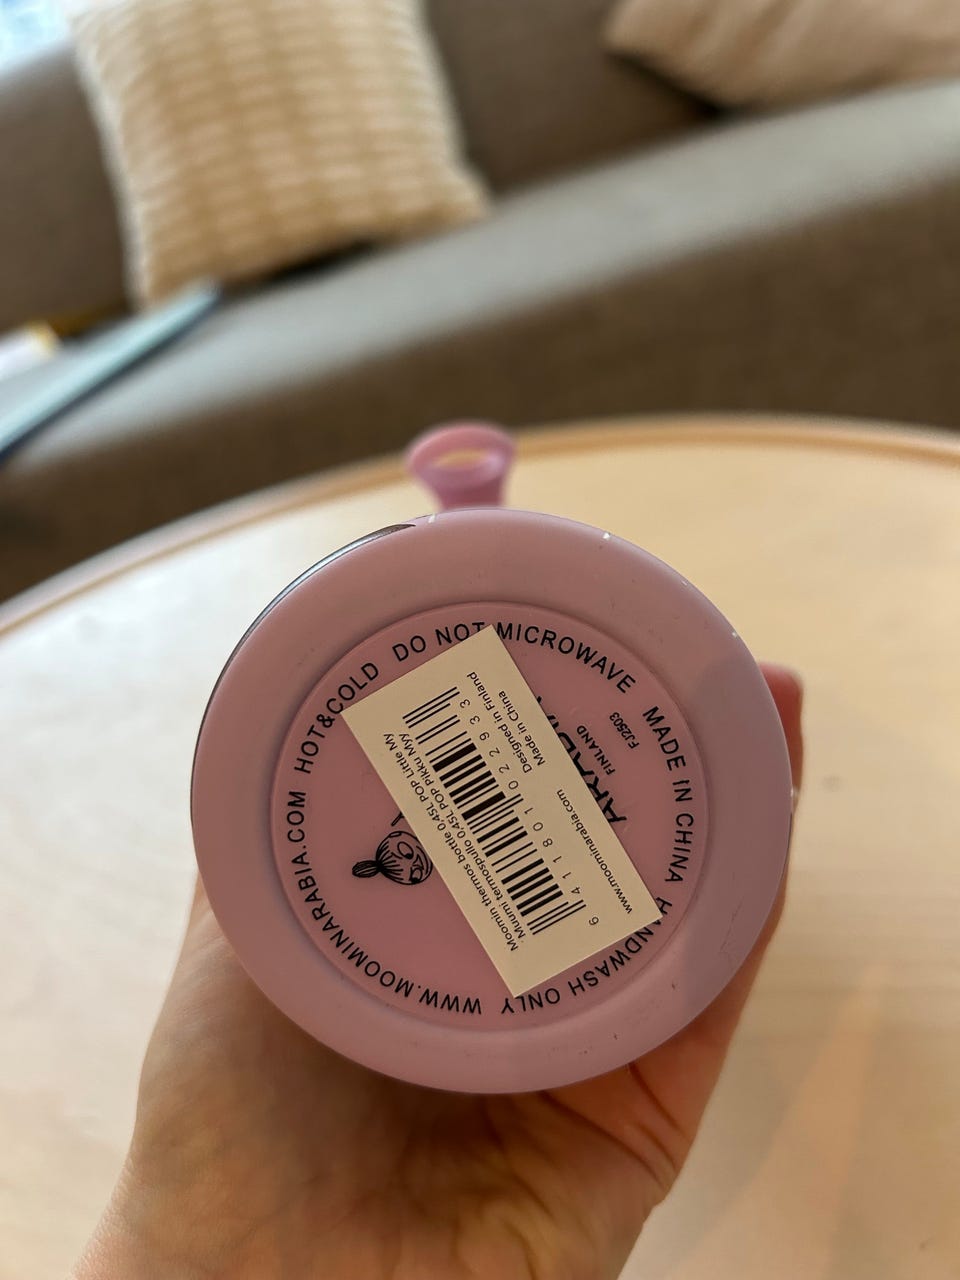 WWW.MOOMINARABIA.COM HOT&COLD DO NOT MICROWAVE MADE IN CHINA HANDWASH ONLY
Moomin thermos bottle 0,45L POP Little My
Muumi termospullo 0,45L POP Pikku Myy
6 411801 022933
Designed in Finland
Made in China
www.moominarabia.com
ARABIA
FINLAND
FJ2503